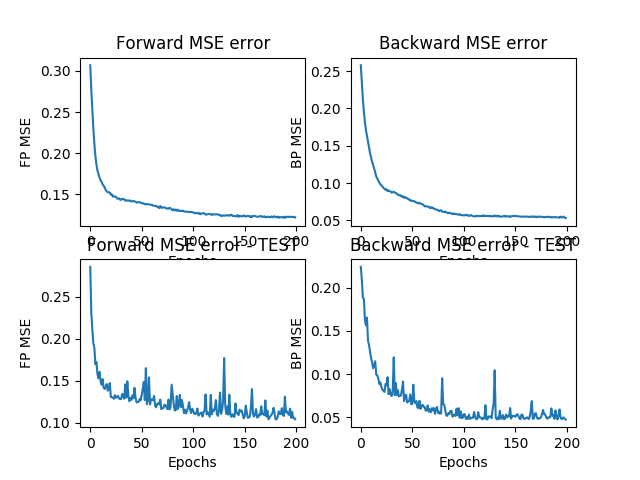 Forward MSE error
Backward MSE error
0.30
0.25
0.20
0.15
FP MSE
0 50 100 150 200
Epochs
0.25
0.20
0.15
0.10
0.05
BP MSE
0 50 100 150 200
Epochs
Forward MSE error - TEST
Backward MSE error - TEST
0.25
0.20
0.15
0.10
FP MSE
0 50 100 150 200
Epochs
0.20
0.15
0.10
0.05
BP MSE
0 50 100 150 200
Epochs